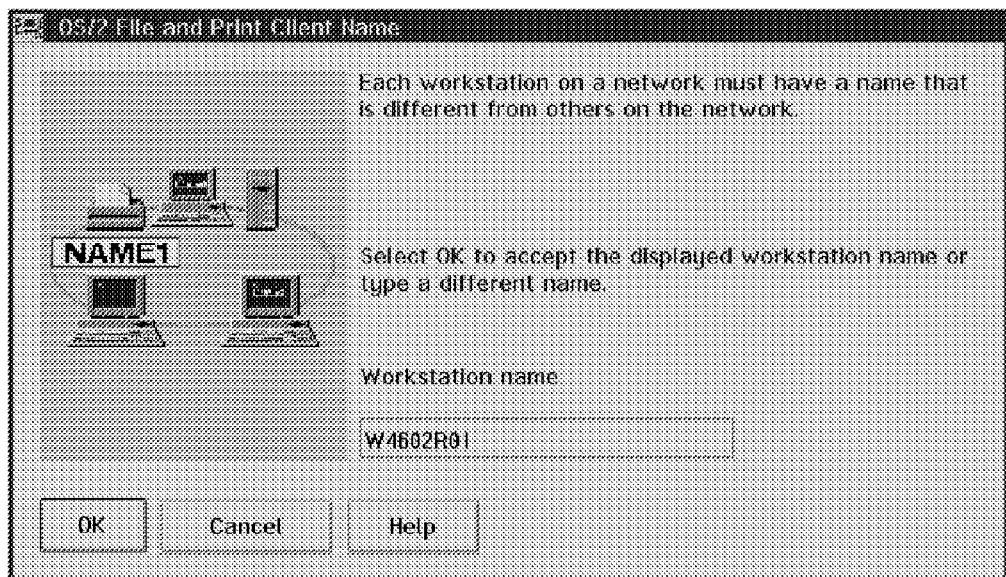 OS/2 File and Print Client Name
Each workstation on a network must have a name that
is different from others on the network.
NAME1
Select OK to accept the displayed workstation name or
type a different name.
Workstation name
W4602R01
OK Cancel Help